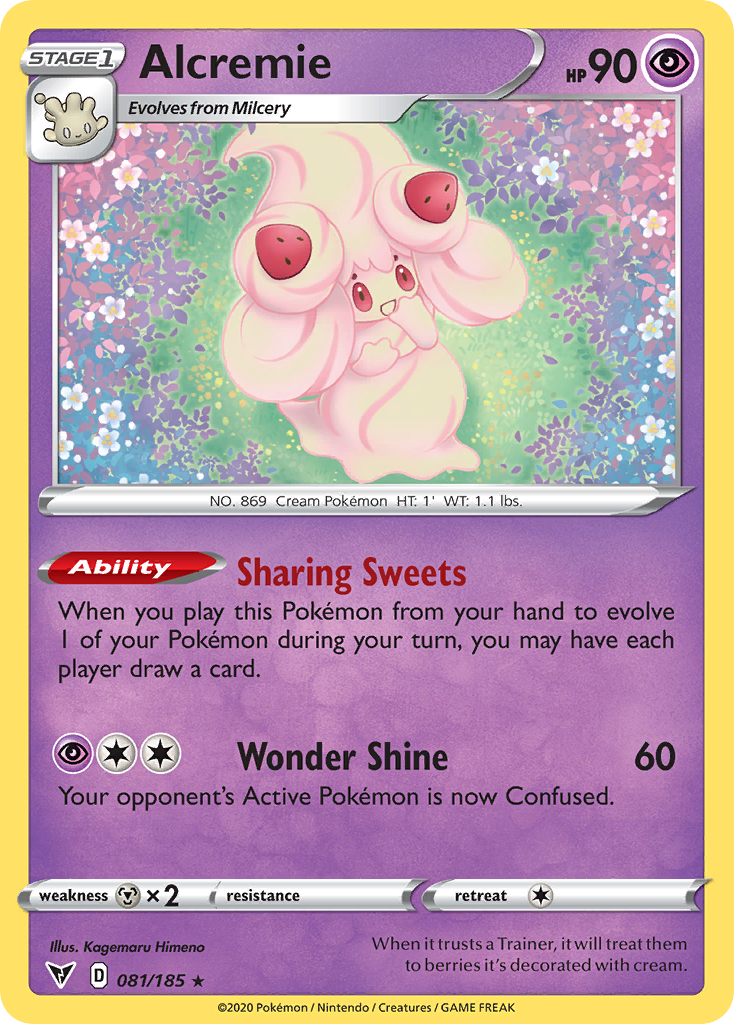 STAGE 1
Alcremie
HP 90
Evolves from Milcery
NO. 869 Cream Pokémon HT: 1' WT: 1.1 lbs.
Ability Sharing Sweets
When you play this Pokémon from your hand to evolve
1 of your Pokémon during your turn, you may have each
player draw a card.
Wonder Shine 60
Your opponent's Active Pokémon is now Confused.
weakness ×2 resistance retreat
Illus. Kagemaru Himeno
D 081/185 ★
When it trusts a Trainer, it will treat them
to berries it's decorated with cream.
©2020 Pokémon / Nintendo / Creatures / GAME FREAK